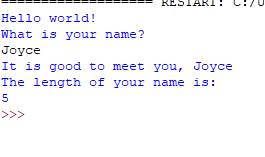 ==================== RESTART: C:/U
Hello world!
What is your name?
Joyce
It is good to meet you, Joyce
The length of your name is:
5
>>>